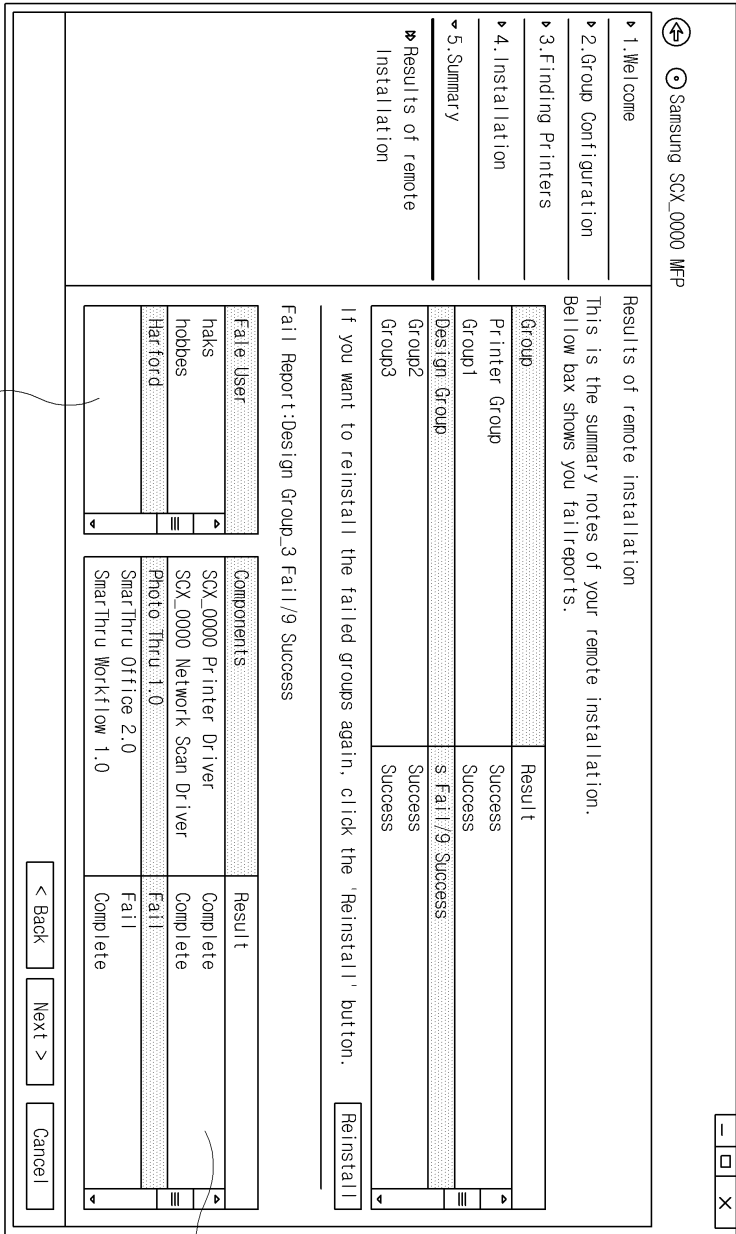 Samsung SCX_0000 MFP
1.Welcome
2.Group Configuration
3.Finding Printers
4.Installation
5.Summary
Results of remote
Installation
Results of remote installation
This is the summary notes of your remote installation.
Bellow bax shows you failreports.
Group Result
Printer Group Success
Group1 Success
Design Group s Fail/9 Success
Group2 Success
Group3 Success
If you want to reinstall the failed groups again, click the 'Reinstall' button.
Reinstall
Fail Report:Design Group_3 Fail/9 Success
Fale User
haks
hobbes
Harford
Components Result
SCX_0000 Printer Driver Complete
SCX_0000 Network Scan Driver Complete
Photo Thru 1.0 Fail
SmarThru Office 2.0 Fail
SmarThru Workflow 1.0 Complete
< Back Next > Cancel